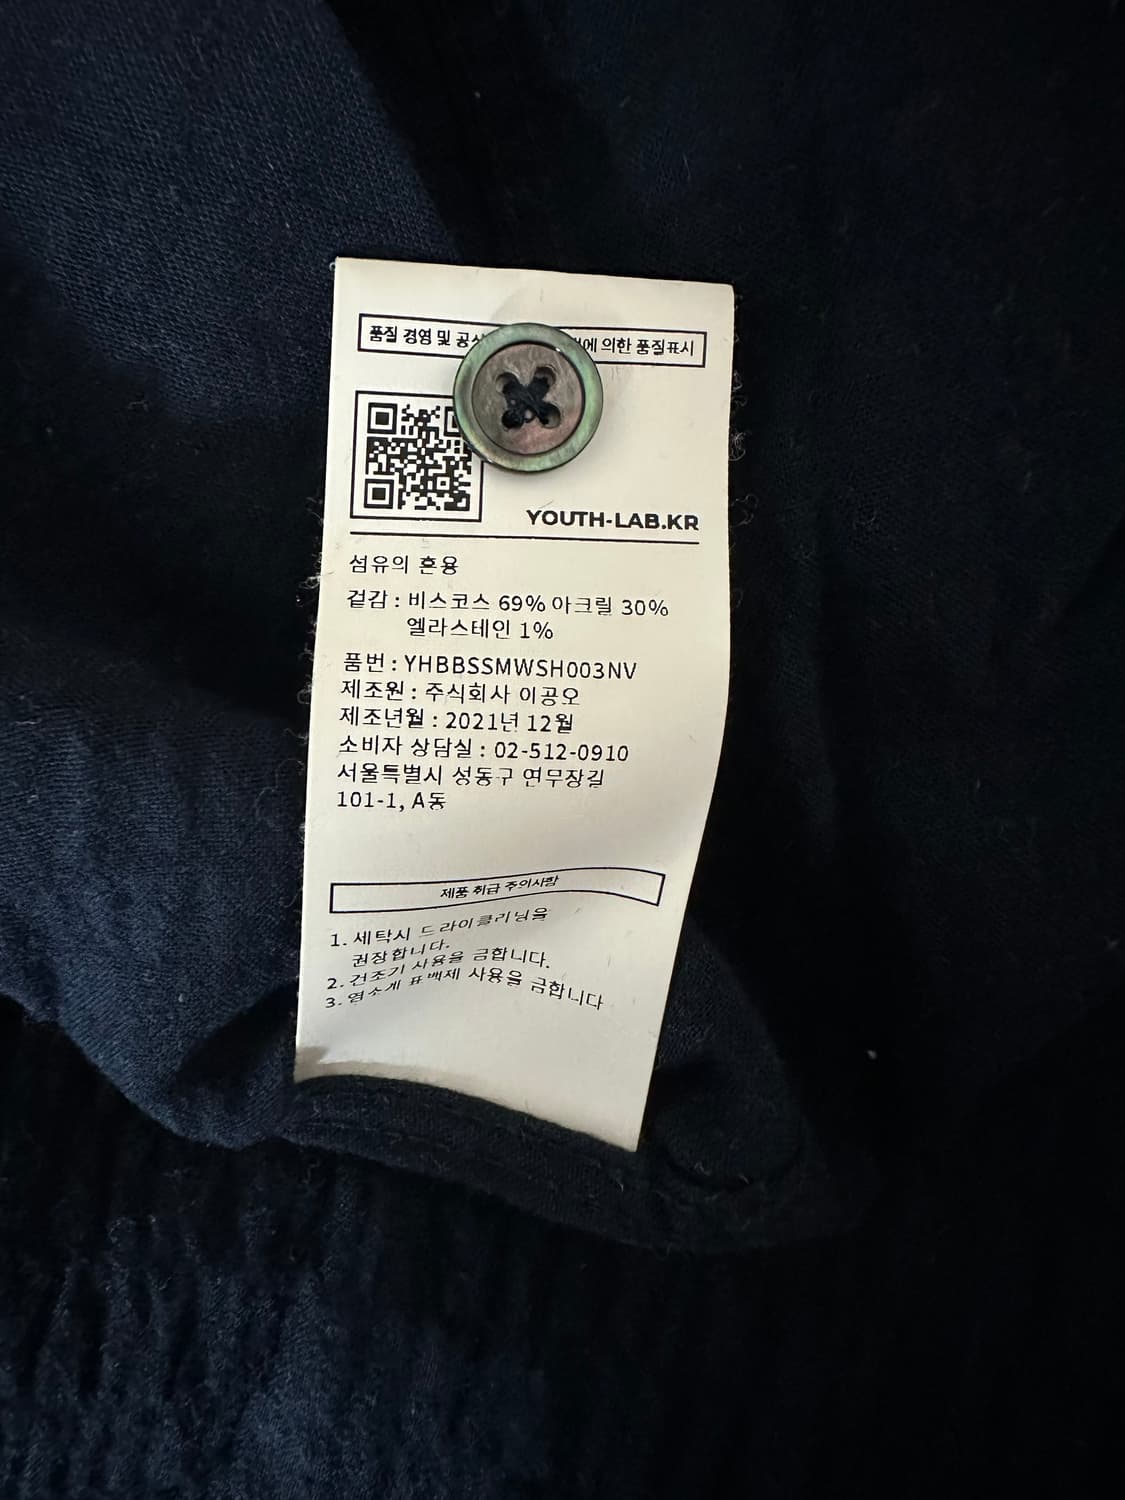 품질 경영 및 공 에 의한 품질표시
YOUTH-LAB.KR
섬유의 혼용
겉감 : 비스코스 69% 아크릴 30%
엘라스테인 1%
품번 : YHBBSSMWSH003NV
제조원 : 주식회사 이공오
제조년월 : 2021년 12월
소비자 상담실 : 02-512-0910
서울특별시 성동구 연무장길
101-1, A동
제품 취급 주의사항
1. 세탁시 드라이클리닝을
권장합니다.
2. 건조기 사용을 금합니다.
3. 염소계 표백제 사용을 금합니다